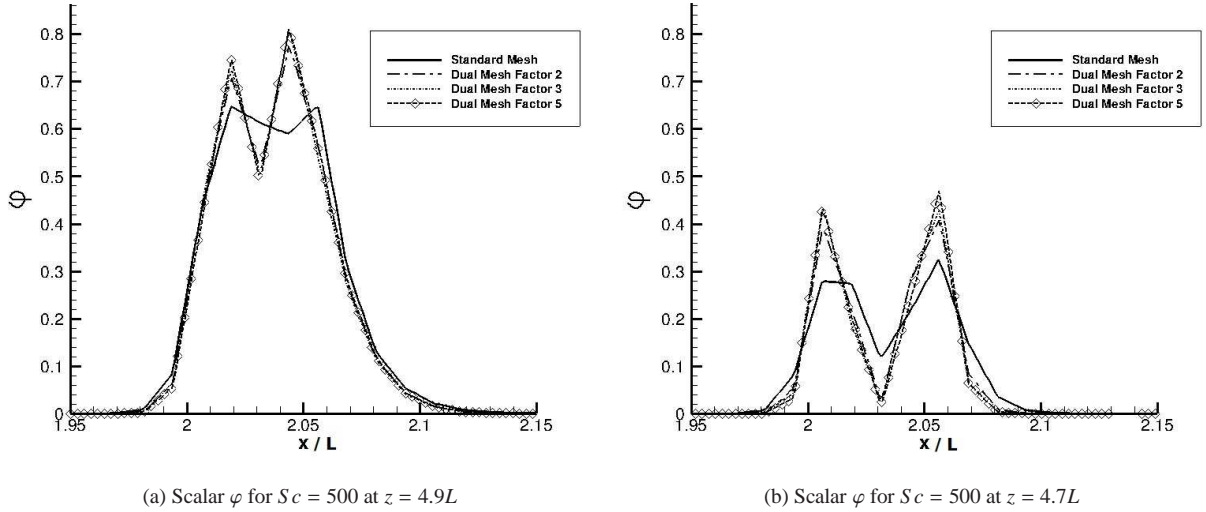 0.8
0.7
0.6
0.5
0.4
0.3
0.2
0.1
0
φ
1.95
2
2.05
2.1
2.15
x / L
Standard Mesh
Dual Mesh Factor 2
Dual Mesh Factor 3
Dual Mesh Factor 5
(a) Scalar φ for Sc = 500 at z = 4.9L
0.8
0.7
0.6
0.5
0.4
0.3
0.2
0.1
0
φ
1.95
2
2.05
2.1
2.15
x / L
Standard Mesh
Dual Mesh Factor 2
Dual Mesh Factor 3
Dual Mesh Factor 5
(b) Scalar φ for Sc = 500 at z = 4.7L